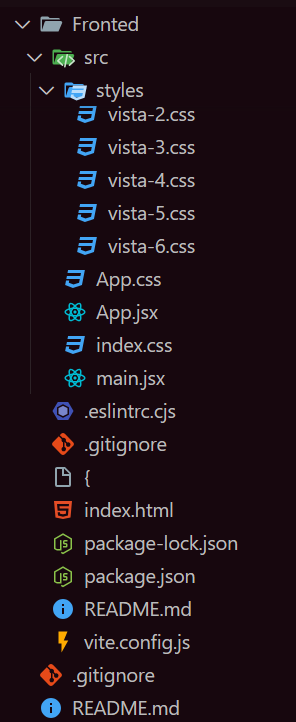 Fronted
src
styles
vista-2.css
vista-3.css
vista-4.css
vista-5.css
vista-6.css
App.css
App.jsx
index.css
main.jsx
.eslintrc.cjs
.gitignore
{
index.html
package-lock.json
package.json
README.md
vite.config.js
.gitignore
README.md